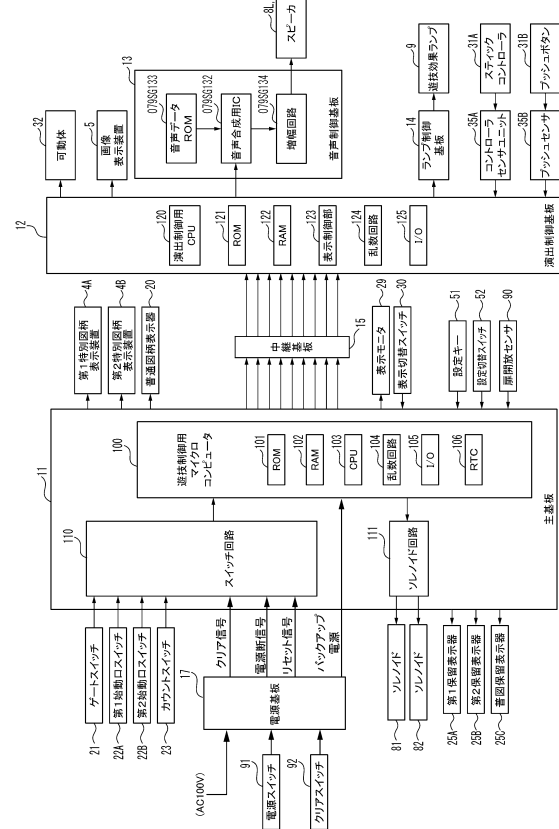 (AC100V)
91
電源スイッチ
92
クリアスイッチ
17
電源基板
21
ゲートスイッチ
22A
第1始動口スイッチ
22B
第2始動口スイッチ
23
カウントスイッチ
クリア信号
電源断信号
リセット信号
バックアップ
電源
81
ソレノイド
82
ソレノイド
25A
第1保留表示器
25B
第2保留表示器
25C
普図保留表示器
11
主基板
110
スイッチ回路
111
ソレノイド回路
100
遊技制御用
マイクロ
コンピュータ
101
ROM
102
RAM
103
CPU
104
乱数回路
105
I/O
106
RTC
4A
第1特別図柄
表示装置
4B
第2特別図柄
表示装置
20
普通図柄表示器
15
中継基板
29
表示モニタ
30
表示切替スイッチ
51
設定キー
52
設定切替スイッチ
90
扉開放センサ
12
演出制御基板
120
演出制御用
CPU
121
ROM
122
RAM
123
表示制御部
124
乱数回路
125
I/O
32
可動体
5
画像
表示装置
13
音声制御基板
079SG133
音声データ
ROM
079SG132
音声合成用IC
079SG134
増幅回路
8L
スピーカ
14
ランプ制御
基板
9
遊技効果ランプ
35A
コントローラ
センサユニット
31A
スティック
コントローラ
35B
プッシュセンサ
31B
プッシュボタン